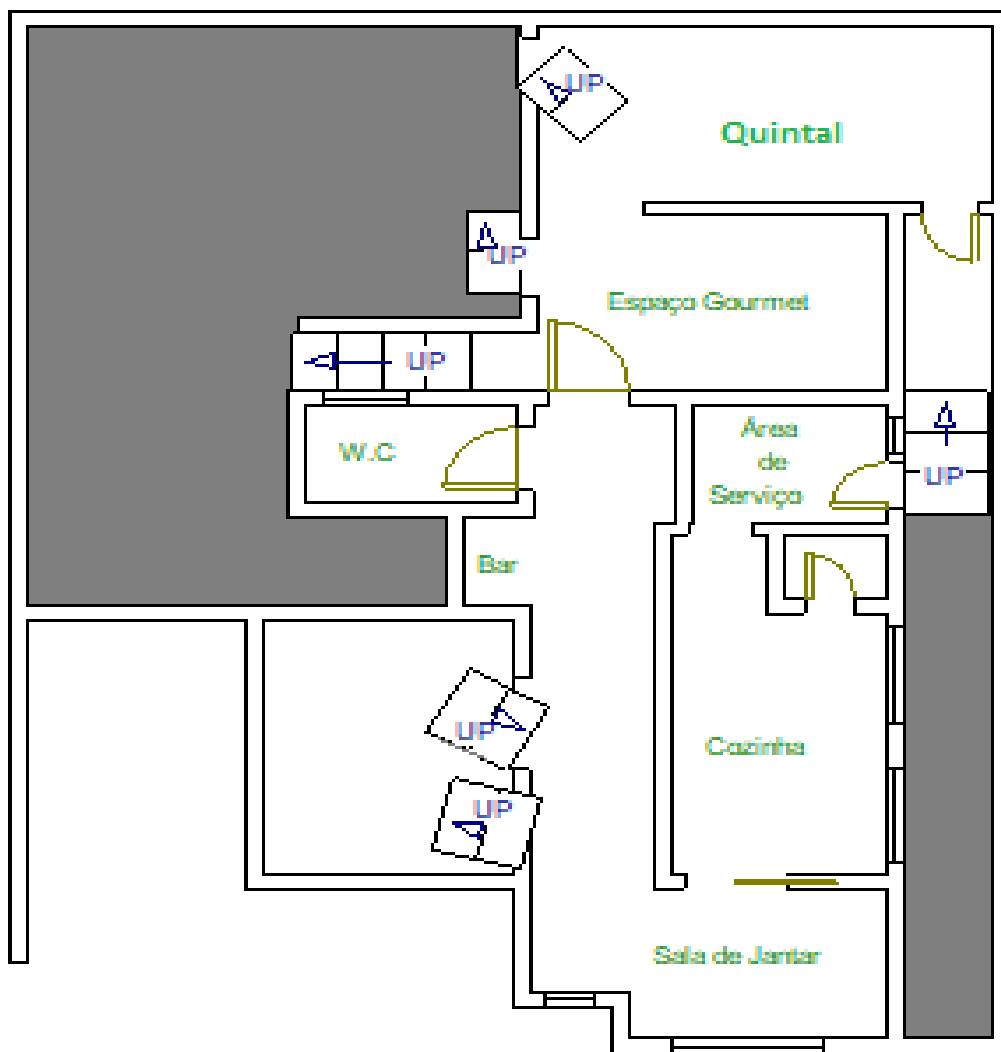 UP
Quintal
UP
Espaço Gourmet
UP
W.C
Área
de
Serviço
UP
Bar
UP
Cozinha
UP
Sala de Jantar